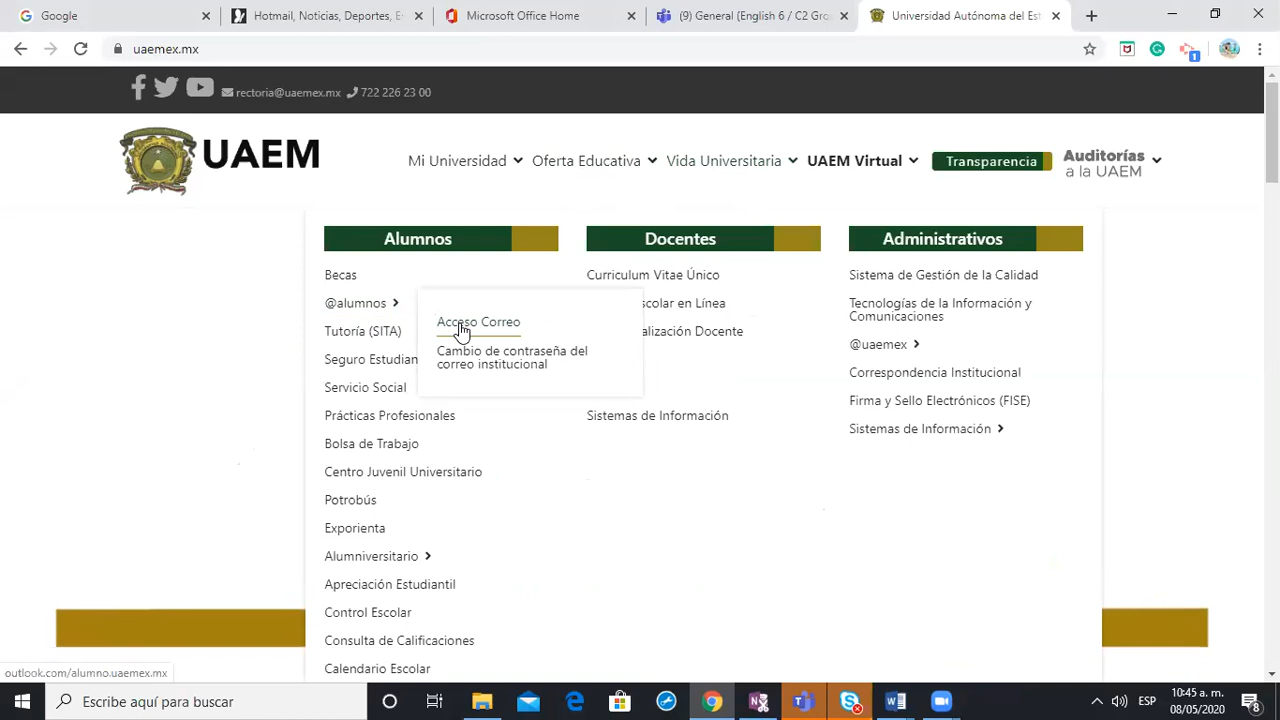 Google
Hotmail, Noticias, Deportes, Es
Microsoft Office Home
(9) General (English 6 / C2 Gro
Universidad Autónoma del Est
uaemex.mx
1
rectoria@uaemex.mx 722 226 23 00
UAEM
Mi Universidad Oferta Educativa Vida Universitaria UAEM Virtual Transparencia
Auditorías
a la UAEM
Alumnos
Becas
@alumnos
Tutoría (SITA)
Seguro Estudian
Servicio Social
Prácticas Profesionales
Bolsa de Trabajo
Centro Juvenil Universitario
Potrobús
Exporienta
Alumniversitario
Apreciación Estudiantil
Control Escolar
Consulta de Calificaciones
Calendario Escolar
Acceso Correo
Cambio de contraseña del
correo institucional
Docentes
Curriculum Vitae Único
scolar en Línea
alización Docente
Sistemas de Información
Administrativos
Sistema de Gestión de la Calidad
Tecnologías de la Información y
Comunicaciones
@uaemex
Correspondencia Institucional
Firma y Sello Electrónicos (FISE)
Sistemas de Información
outlook.com/alumno.uaemex.mx
Escribe aquí para buscar
ESP
10:45 a. m.
08/05/2020
8